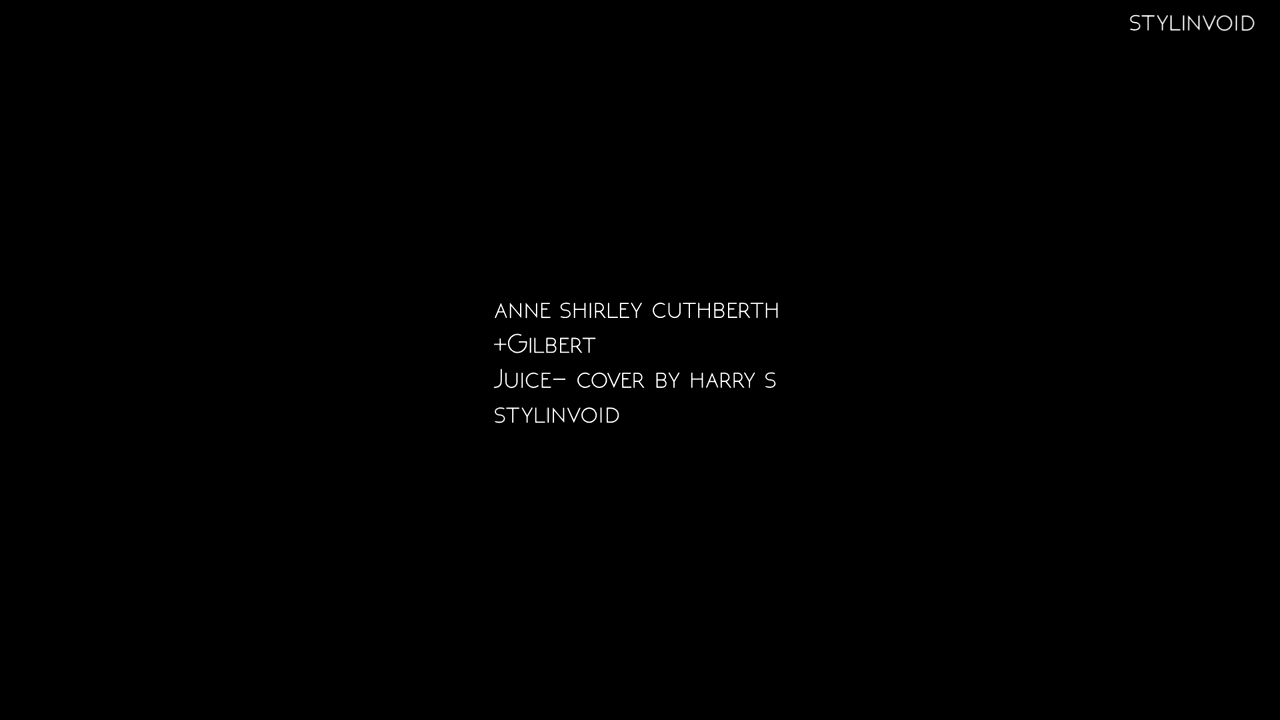 STYLINVOID
ANNE SHIRLEY CUTHBERTH
+GILBERT
JUICE- COVER BY HARRY S
STYLINVOID